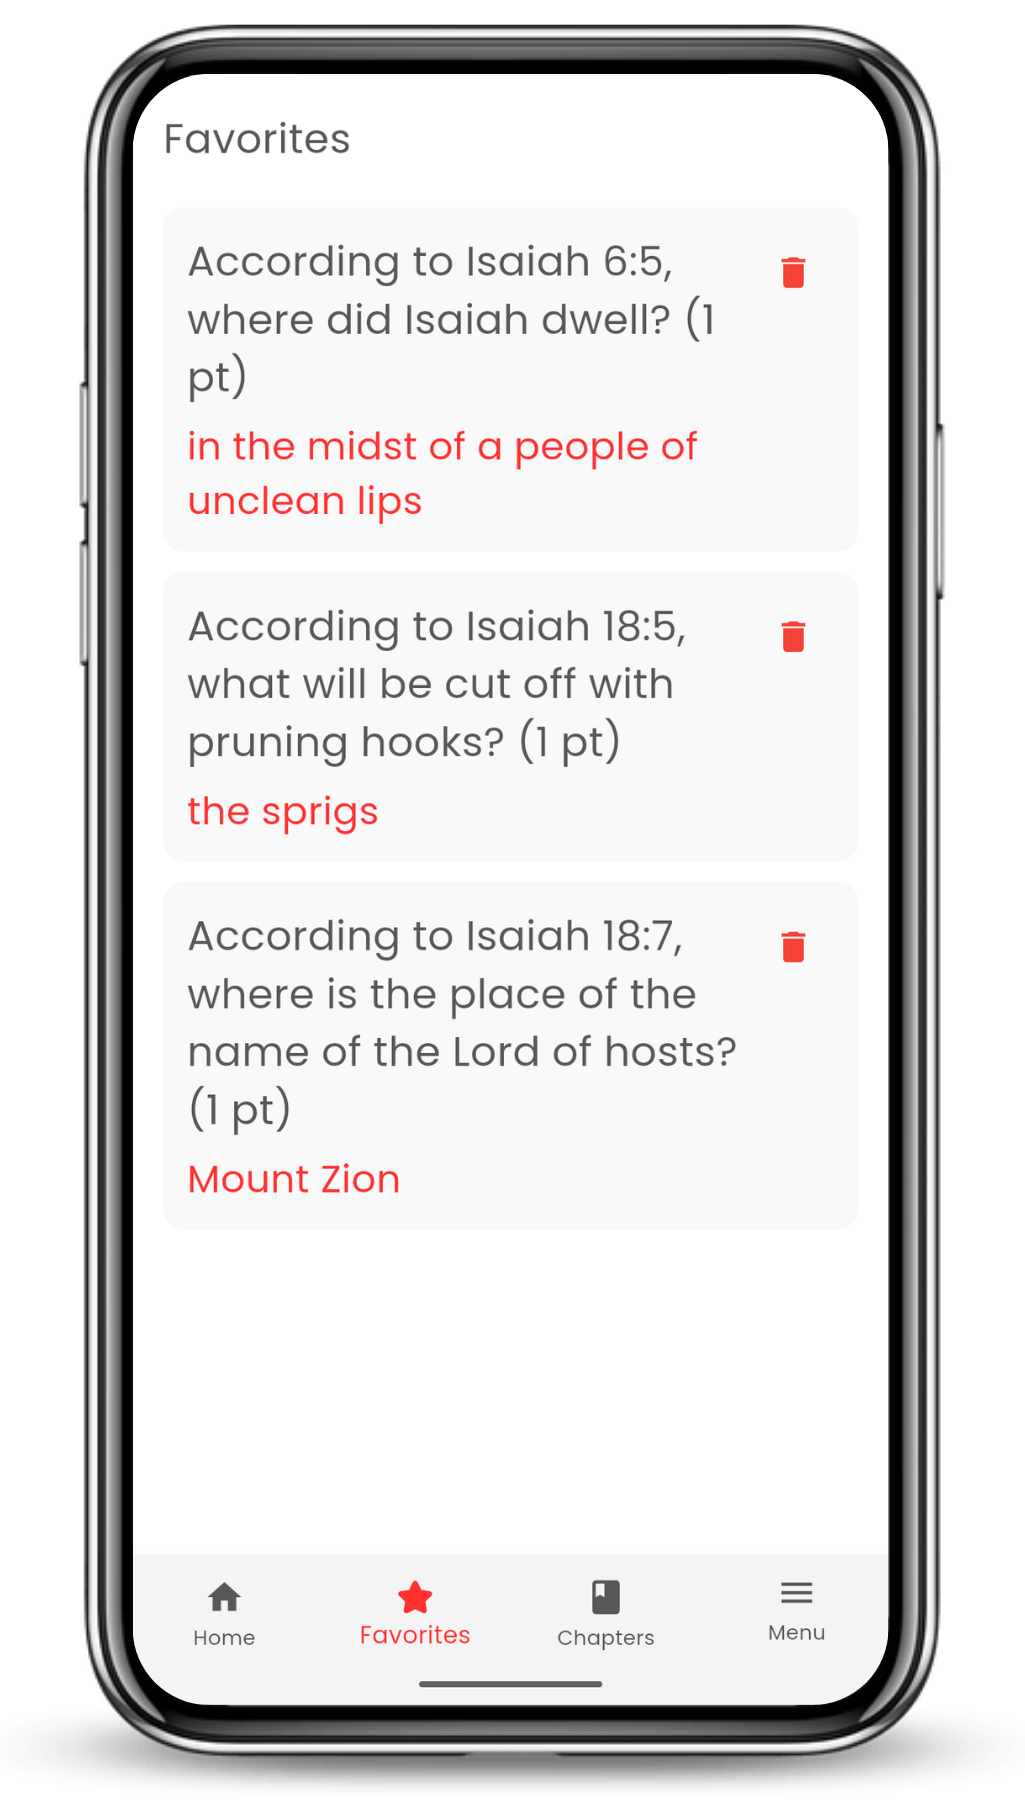 Favorites
According to Isaiah 6:5,
where did Isaiah dwell? (1
pt)
in the midst of a people of
unclean lips
According to Isaiah 18:5,
what will be cut off with
pruning hooks? (1 pt)
the sprigs
According to Isaiah 18:7,
where is the place of the
name of the Lord of hosts?
(1 pt)
Mount Zion
Home
Favorites
Chapters
Menu